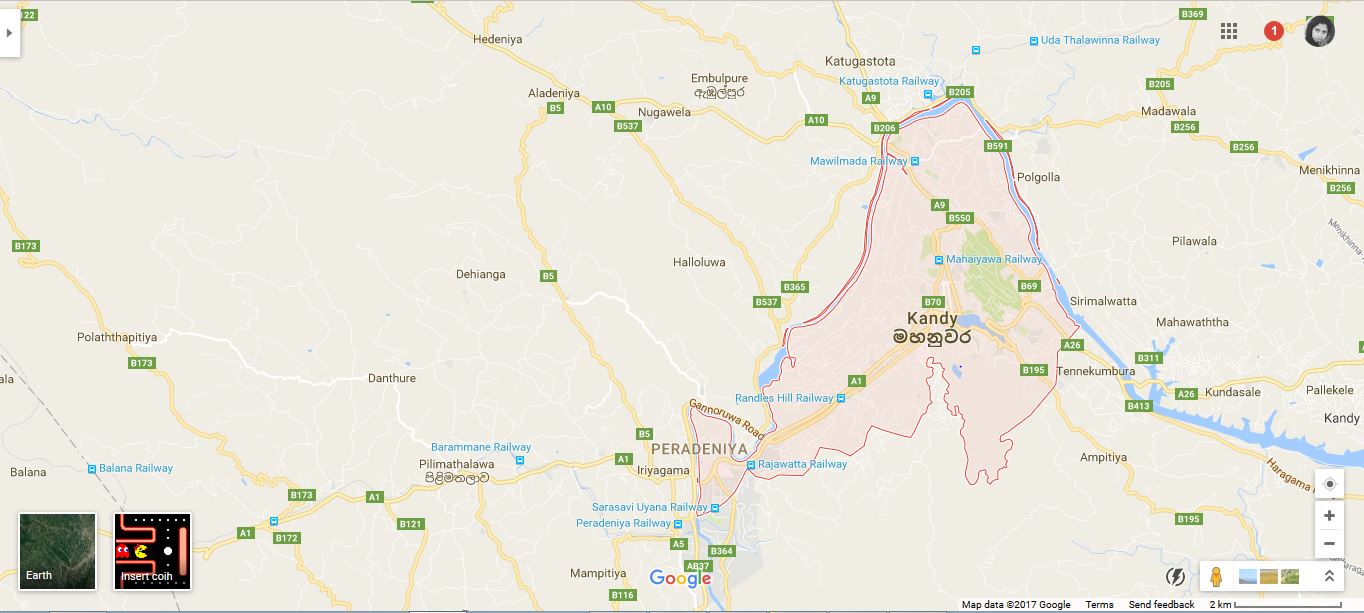 122
B369
Hedeniya
1
Uda Thalawinna Railway
Katugastota
Embulpure
ඇඹුල්පුර
Katugastota Railway
B205
Aladeniya
B205
A9
B5
A10
Nugawela
Madawala
A10
B537
B206
B256
B591
B256
Mawilmada Railway
Menikhinna
Polgolla
B256
A9
B550
Menikhinna-
B173
Pilawala
Mahaiyawa Railway
Halloluwa
Dehianga
B5
B365
B69
B537
B70
Sirimalwatta
Kandy
මහනුවර
Mahawaththa
Polaththapitiya
A26
B311
B173
B195
Tennekumbura
Danthure
A1
ala
Pallekele
A26
Kundasale
Randles Hill Railway
B413
Gannoruwa Road
Kandy
B5
Barammane Railway
PERADENIYA
A1
Ampitiya
Pilimathalawa
පිළිමතලාව
Rajawatta Railway
Iriyagama
Balana
Balana Railway
Haragama
B173
A1
Sarasavi Uyana Railway
B195
Peradeniya Railway
B121
A1
B172
A5
B364
AB37
Mampitiya
Google
Earth
Insert coin
B116
Map data ©2017 Google
Terms
Send feedback
2 km